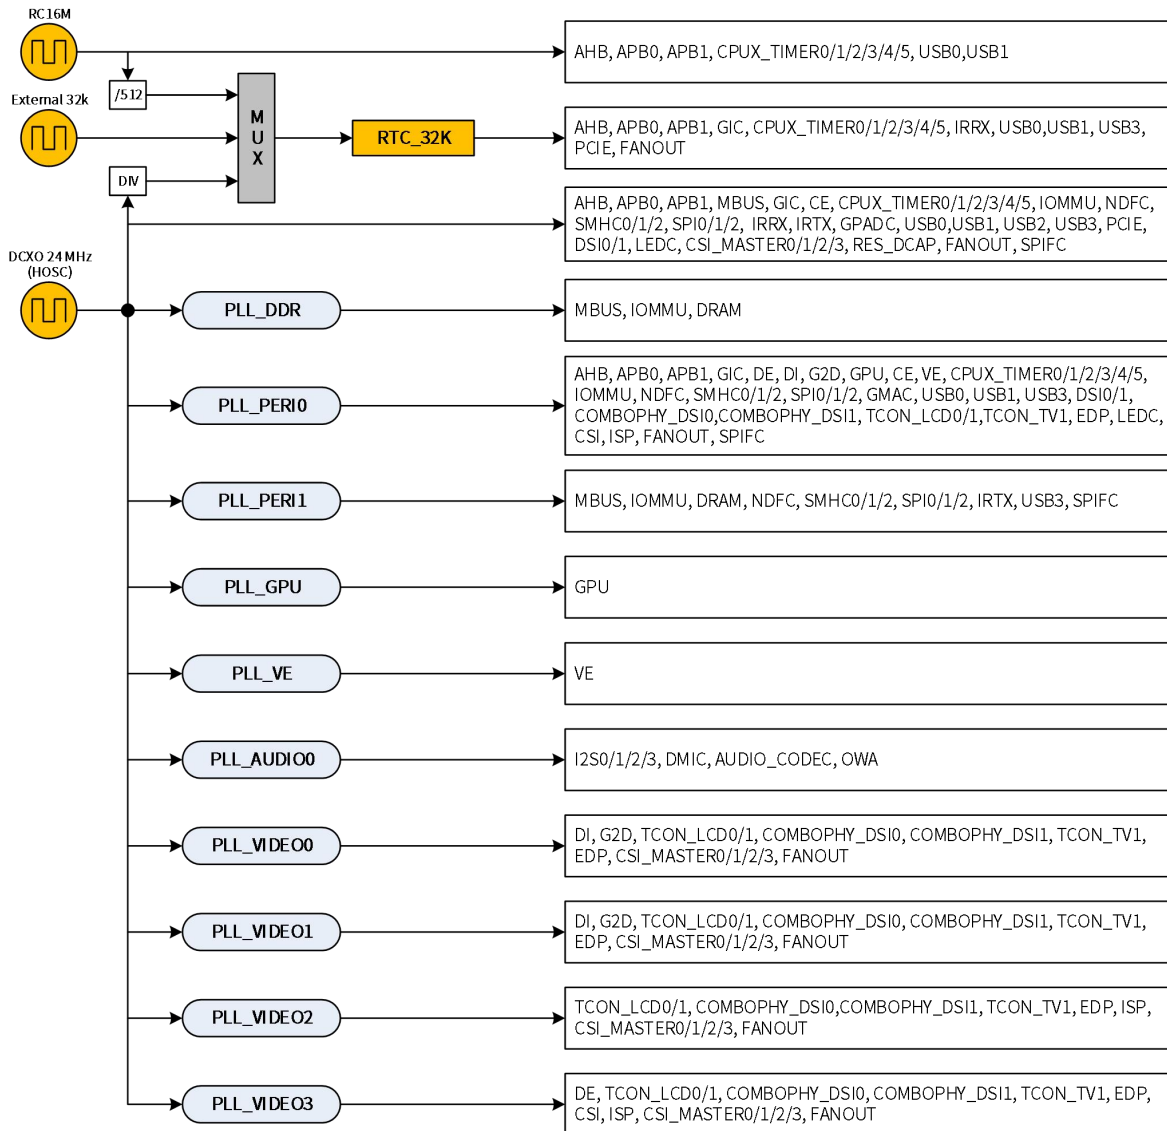 RC16M
AHB, APB0, APB1, CPUX_TIMER0/1/2/3/4/5, USB0,USB1
/512
External 32k
MUX
RTC_32K
AHB, APB0, APB1, GIC, CPUX_TIMER0/1/2/3/4/5, IRRX, USB0,USB1, USB3,
PCIE, FANOUT
DIV
AHB, APB0, APB1, MBUS, GIC, CE, CPUX_TIMER0/1/2/3/4/5, IOMMU, NDFC,
SMHC0/1/2, SPI0/1/2, IRRX, IRTX, GPADC, USB0,USB1, USB2, USB3, PCIE,
DSI0/1, LEDC, CSI_MASTER0/1/2/3, RES_DCAP, FANOUT, SPIFC
DCXO 24 MHz
(HOSC)
PLL_DDR
MBUS, IOMMU, DRAM
PLL_PERI0
AHB, APB0, APB1, GIC, DE, DI, G2D, GPU, CE, VE, CPUX_TIMER0/1/2/3/4/5,
IOMMU, NDFC, SMHC0/1/2, SPI0/1/2, GMAC, USB0, USB1, USB3, DSI0/1,
COMBOPHY_DSI0,COMBOPHY_DSI1, TCON_LCD0/1,TCON_TV1, EDP, LEDC,
CSI, ISP, FANOUT, SPIFC
PLL_PERI1
MBUS, IOMMU, DRAM, NDFC, SMHC0/1/2, SPI0/1/2, IRTX, USB3, SPIFC
PLL_GPU
GPU
PLL_VE
VE
PLL_AUDIO0
I2S0/1/2/3, DMIC, AUDIO_CODEC, OWA
PLL_VIDEO0
DI, G2D, TCON_LCD0/1, COMBOPHY_DSI0, COMBOPHY_DSI1, TCON_TV1,
EDP, CSI_MASTER0/1/2/3, FANOUT
PLL_VIDEO1
DI, G2D, TCON_LCD0/1, COMBOPHY_DSI0, COMBOPHY_DSI1, TCON_TV1,
EDP, CSI_MASTER0/1/2/3, FANOUT
PLL_VIDEO2
TCON_LCD0/1, COMBOPHY_DSI0,COMBOPHY_DSI1, TCON_TV1, EDP, ISP,
CSI_MASTER0/1/2/3, FANOUT
PLL_VIDEO3
DE, TCON_LCD0/1, COMBOPHY_DSI0, COMBOPHY_DSI1, TCON_TV1, EDP,
CSI, ISP, CSI_MASTER0/1/2/3, FANOUT